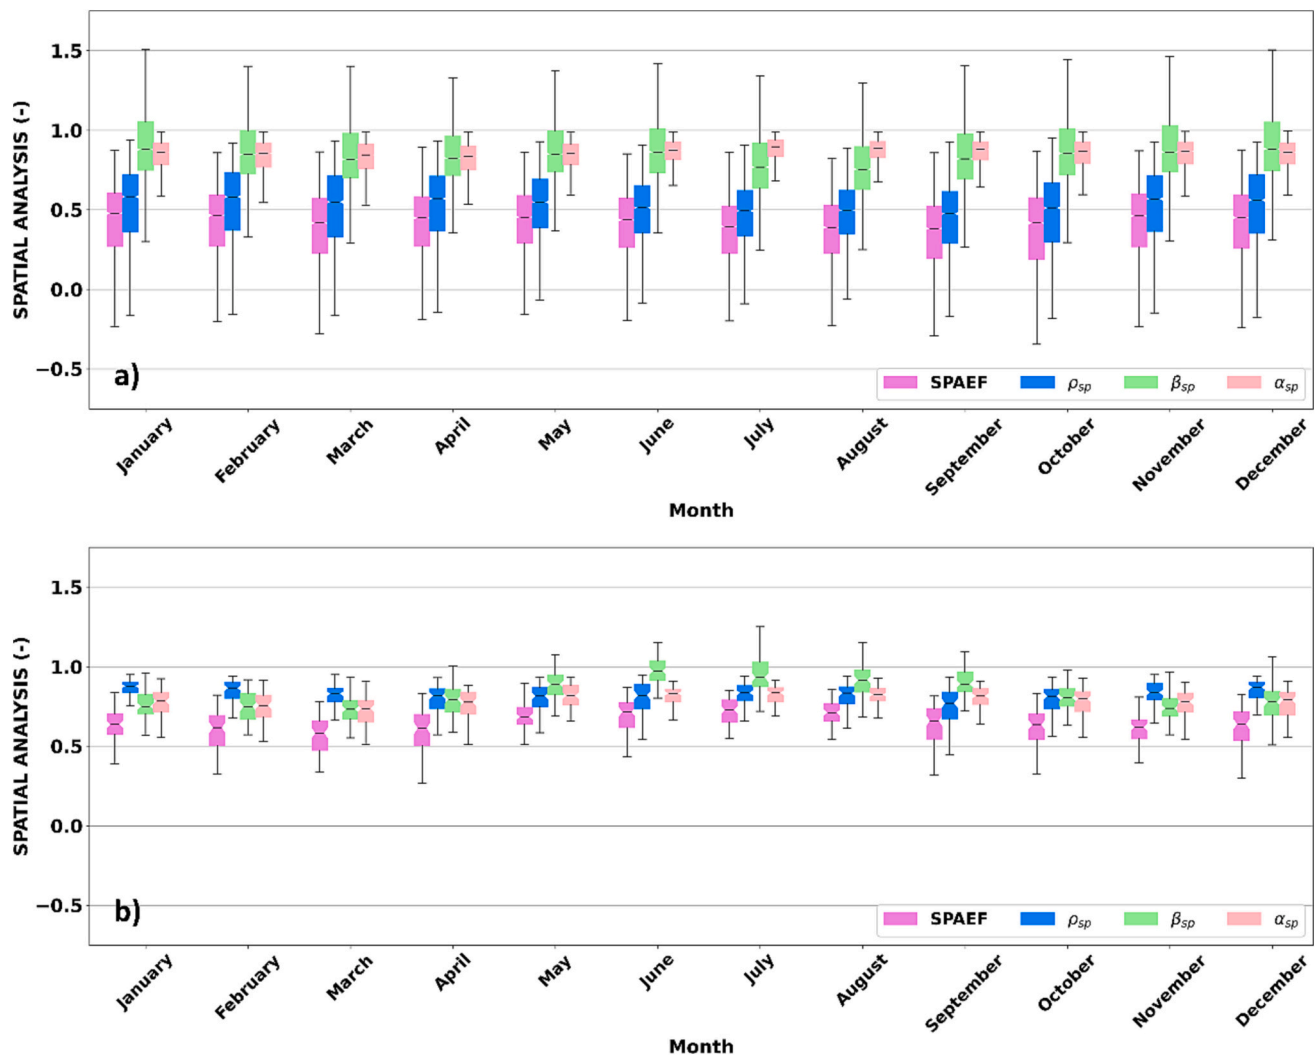 SPATIAL ANALYSIS (-)
1.5
1.0
0.5
0.0
−0.5
a)
SPAEF ρsp βsp αsp
January February March April May June July August September October November December
Month
SPATIAL ANALYSIS (-)
1.5
1.0
0.5
0.0
−0.5
b)
SPAEF ρsp βsp αsp
January February March April May June July August September October November December
Month